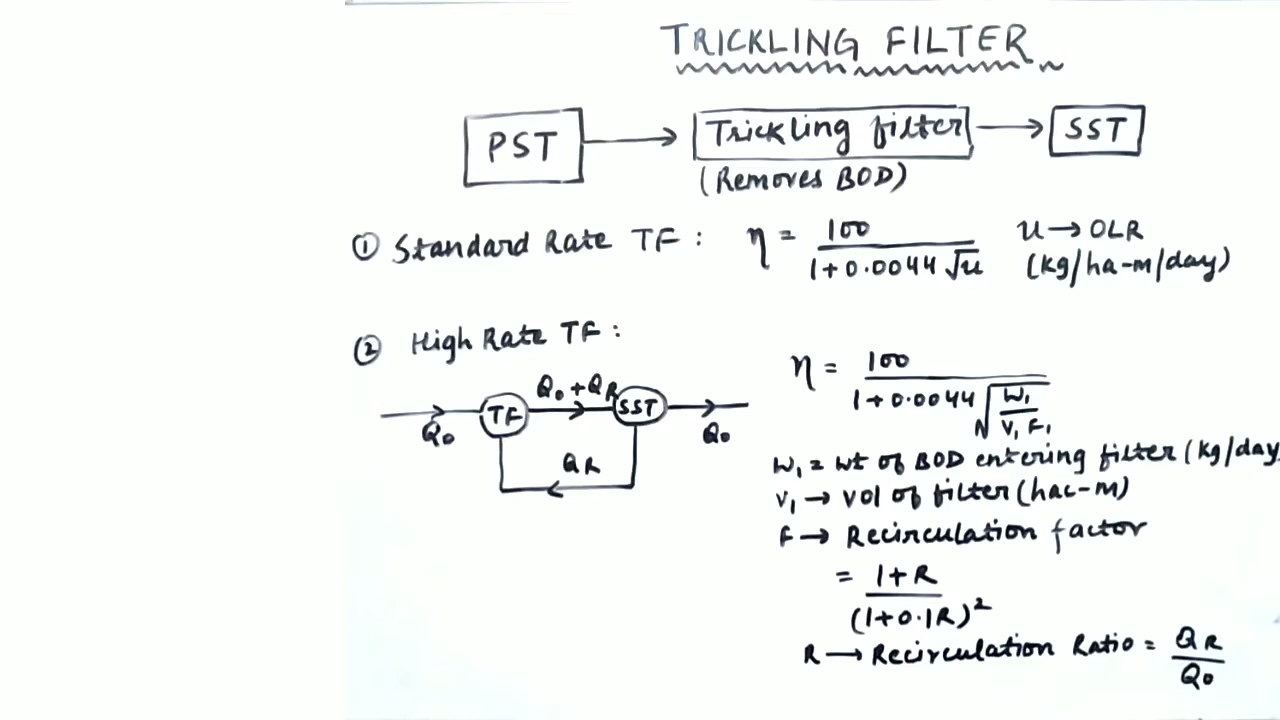 TRICKLING FILTER
PST → Trickling filter → SST
(Removes BOD)
① Standard Rate TF : η = 100 / 1+0.0044√u u → OLR
(kg/ha-m/day)
② High Rate TF :
η = 100 / 1+0.0044√(W₁ / V₁ F₁)
Q₀ TF Q₀+QR SST Q₀
QR
W₁ = wt of BOD entering filter (kg/day
V₁ → vol of filter (hac-m)
F → Recirculation factor
= 1+R / (1+0.1R)²
R → Recirculation Ratio = QR / Q₀